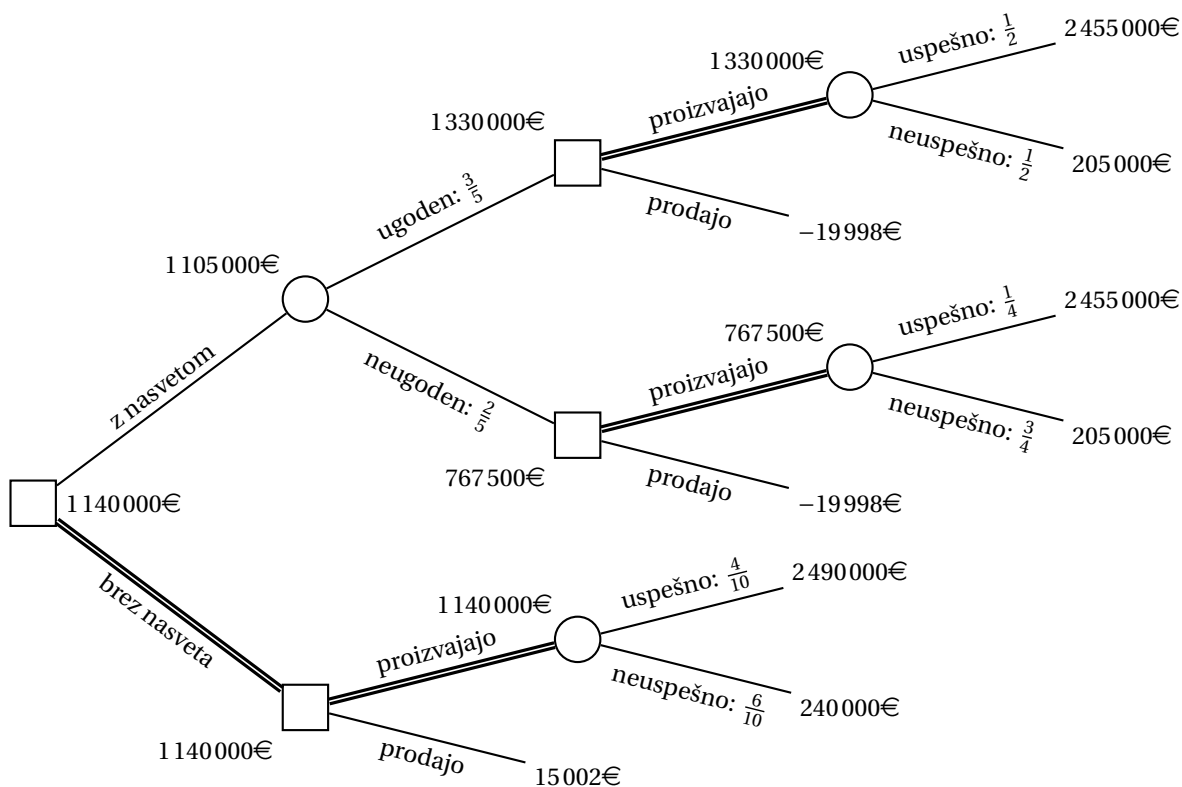 uspešno: 1/2
2 455 000€
1 330 000€
proizvajajo
neuspešno: 1/2
205 000€
1 330 000€
prodajo
−19 998€
ugoden: 3/5
1 105 000€
z nasvetom
neugoden: 2/5
uspešno: 1/4
2 455 000€
767 500€
proizvajajo
neuspešno: 3/4
205 000€
767 500€
prodajo
−19 998€
1 140 000€
brez nasveta
uspešno: 4/10
2 490 000€
1 140 000€
proizvajajo
neuspešno: 6/10
240 000€
1 140 000€
prodajo
15 002€